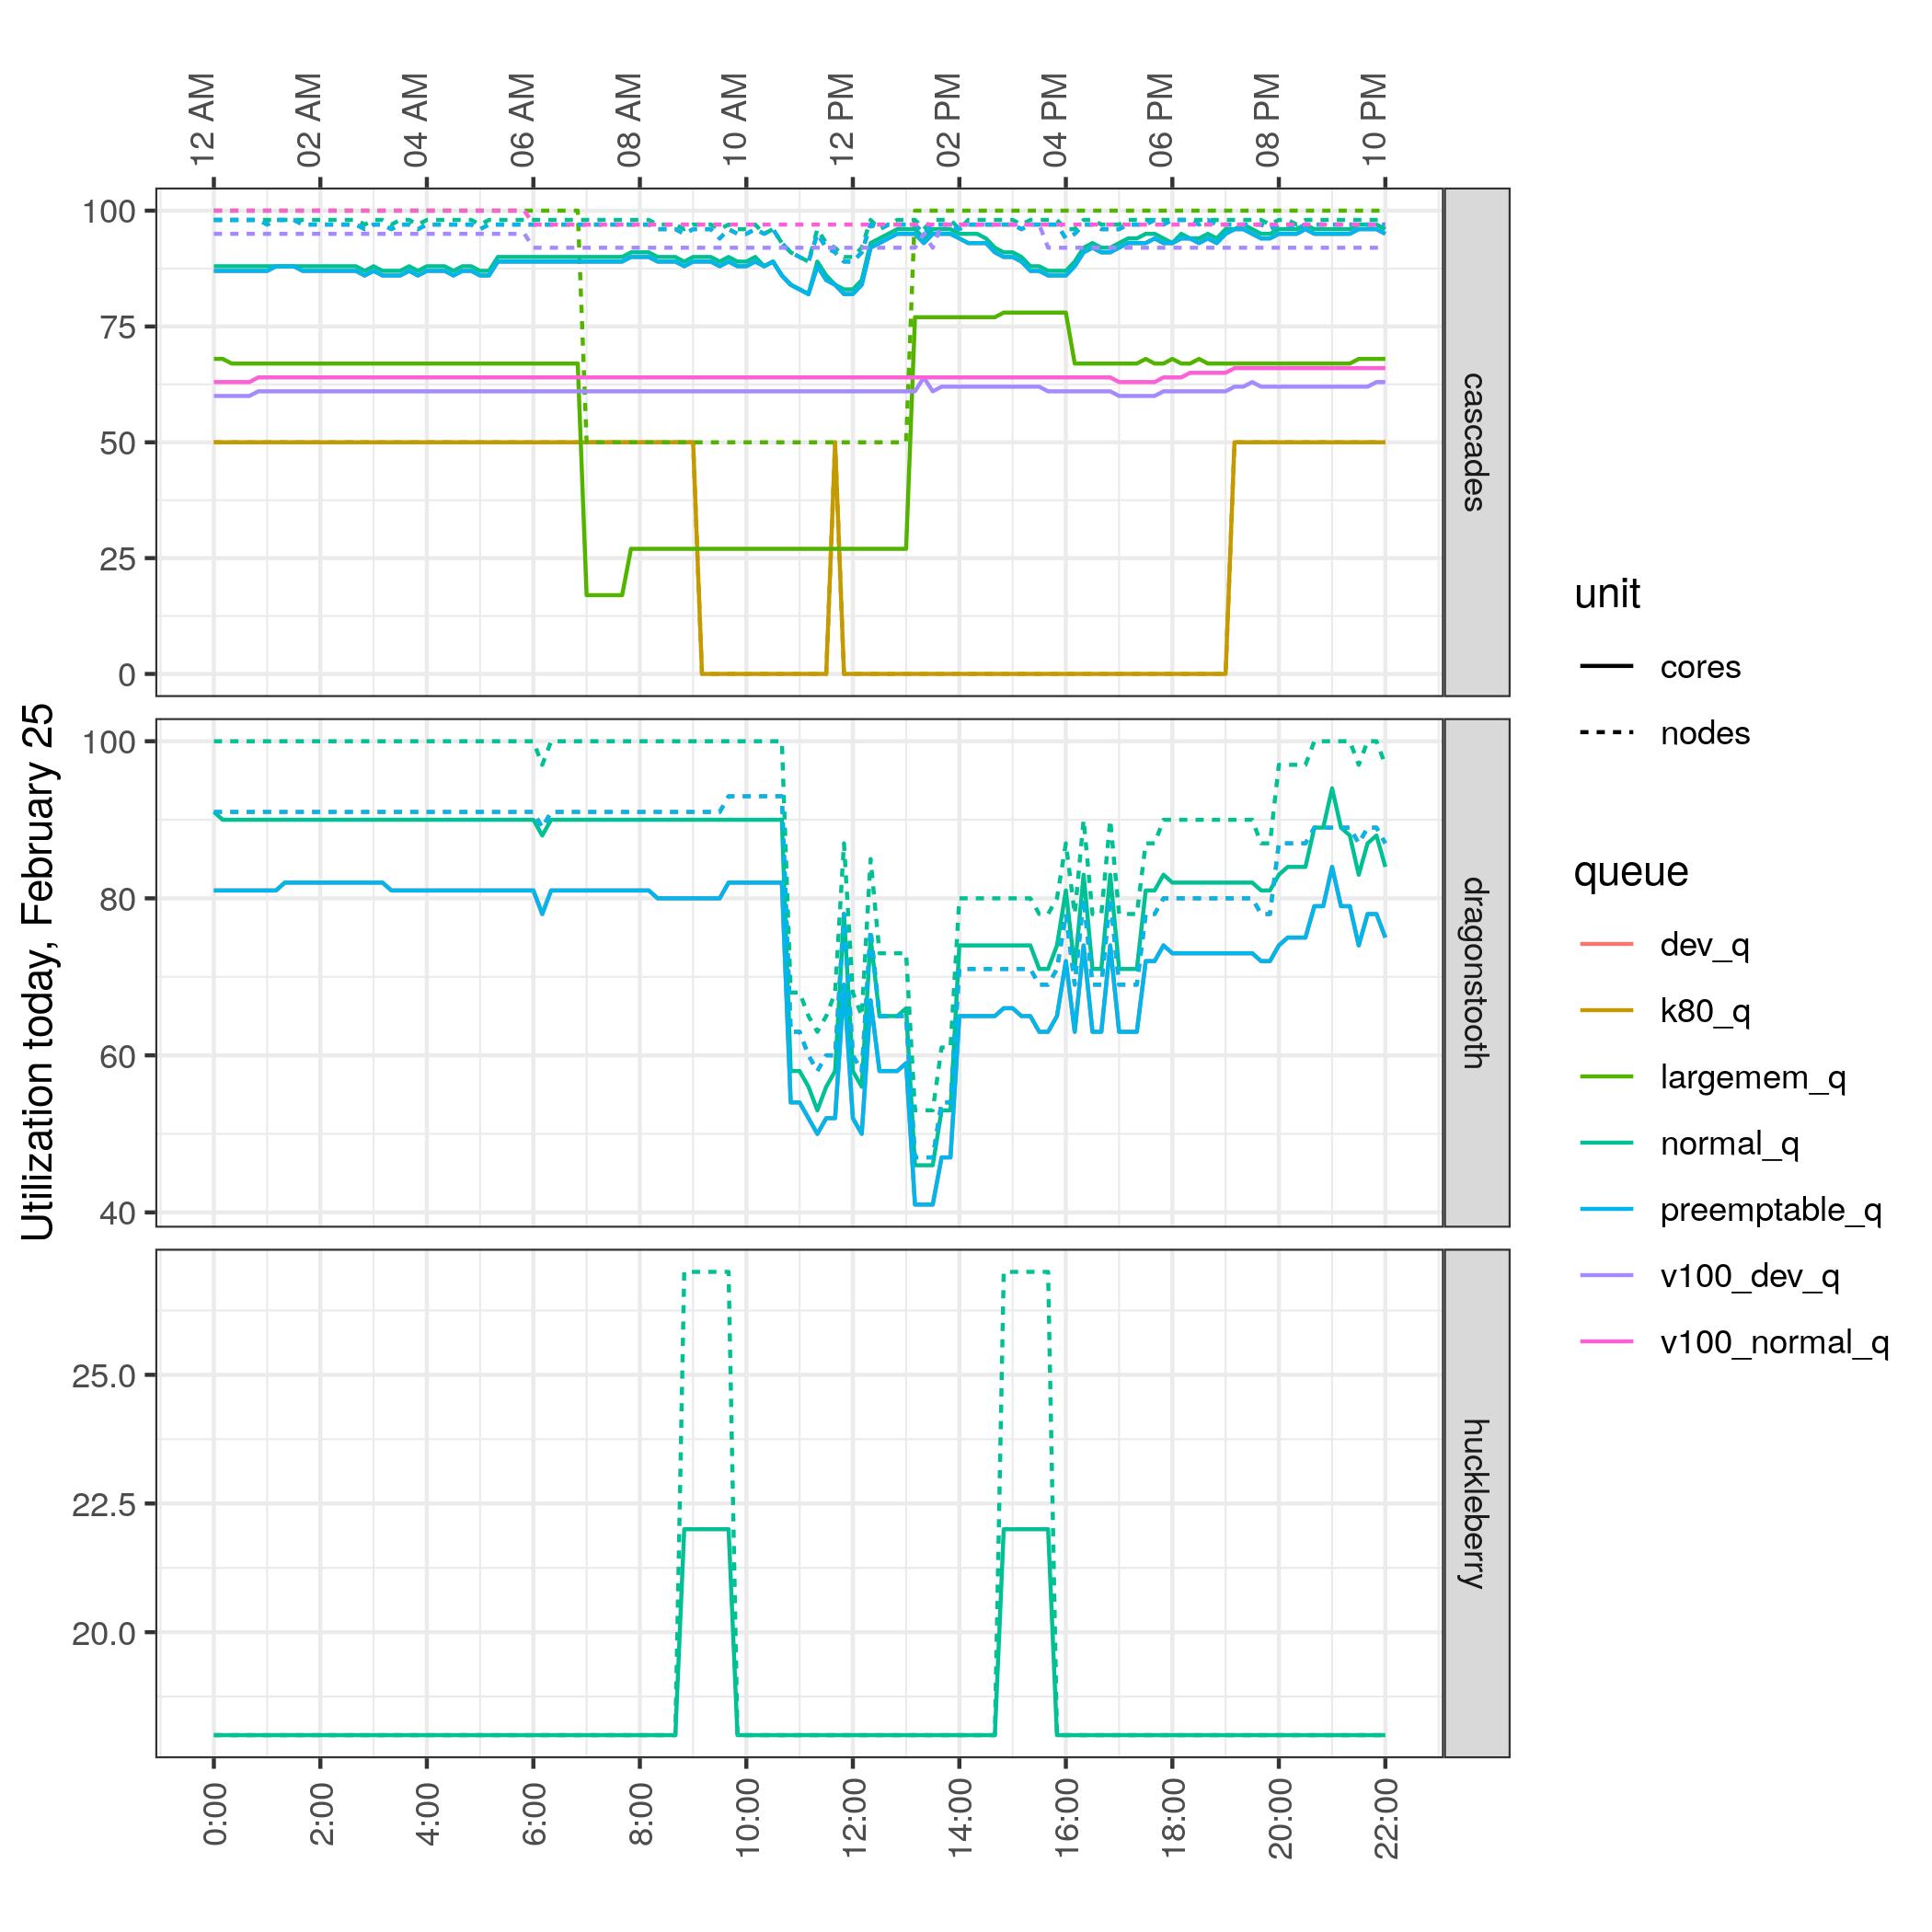 12 AM
02 AM
04 AM
06 AM
08 AM
10 AM
12 PM
02 PM
04 PM
06 PM
08 PM
10 PM
Utilization today, February 25
100
75
50
25
0
cascades
100
80
60
40
dragonstooth
25.0
22.5
20.0
huckleberry
0:00
2:00
4:00
6:00
8:00
10:00
12:00
14:00
16:00
18:00
20:00
22:00
unit
cores
nodes
queue
dev_q
k80_q
largemem_q
normal_q
preemptable_q
v100_dev_q
v100_normal_q